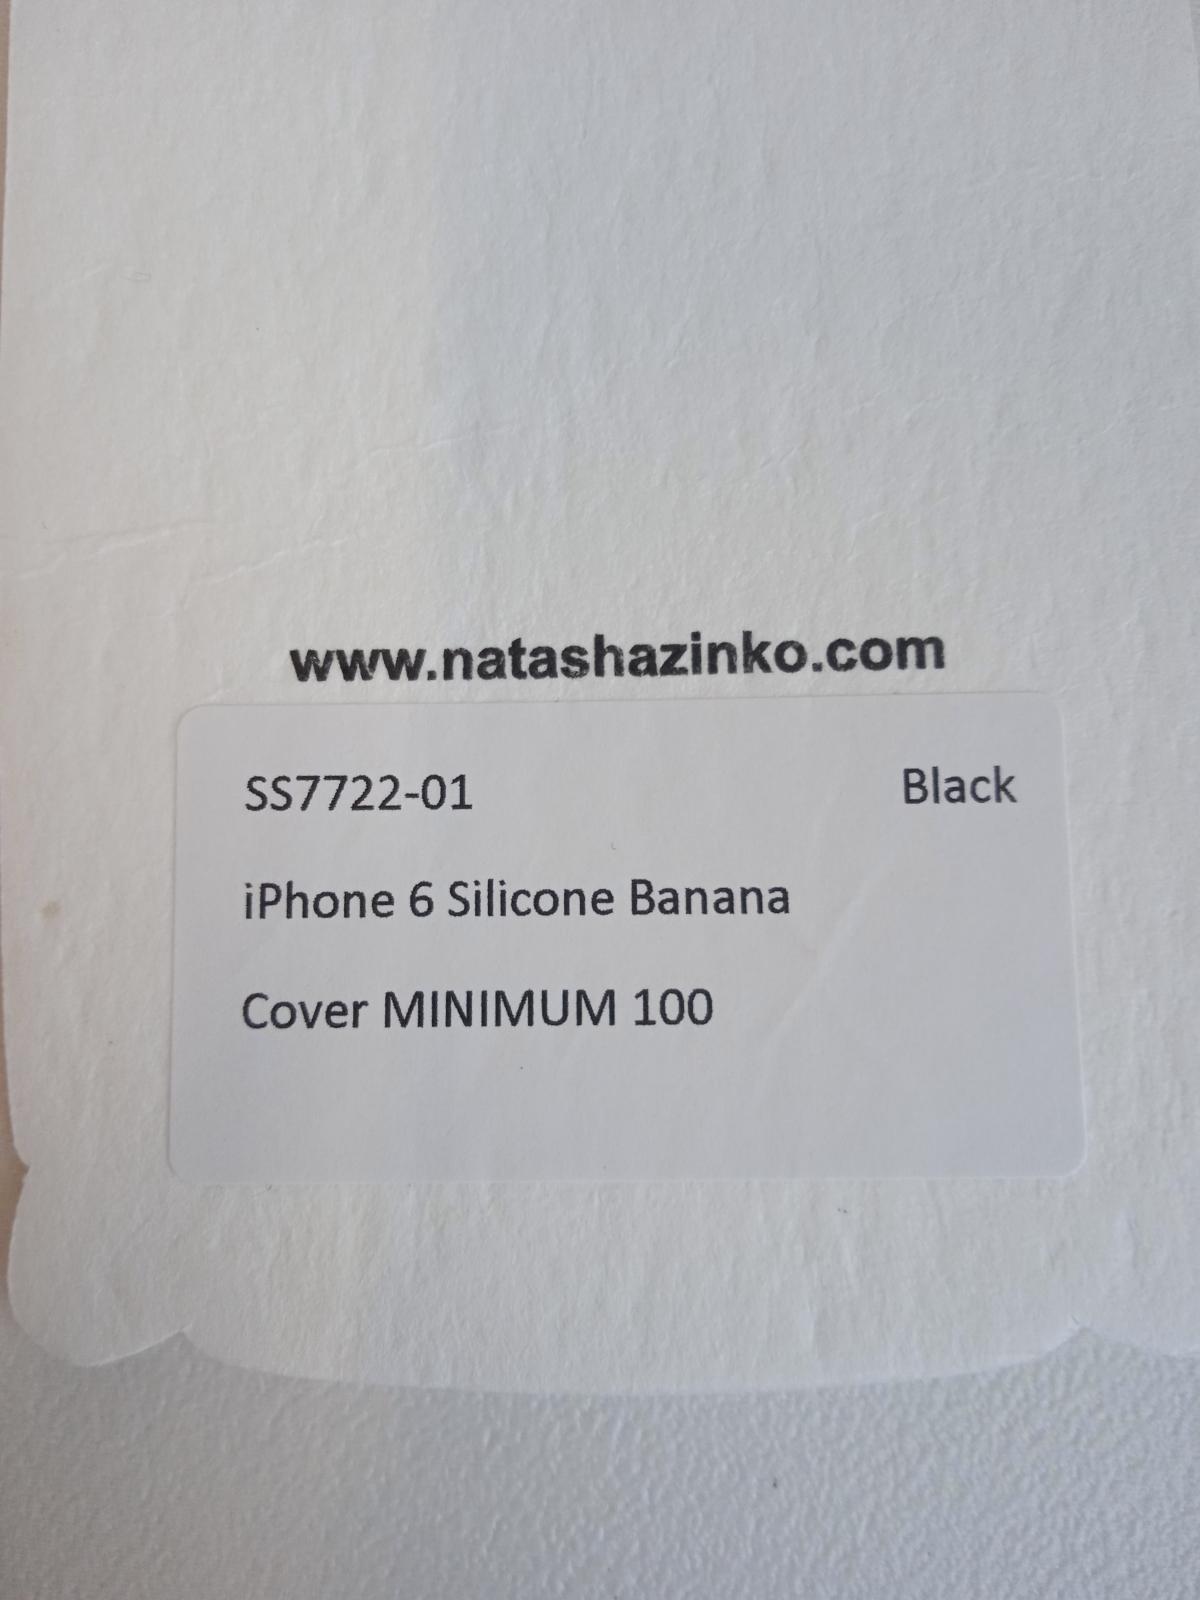 www.natashazinko.com
SS7722-01 Black
iPhone 6 Silicone Banana
Cover MINIMUM 100